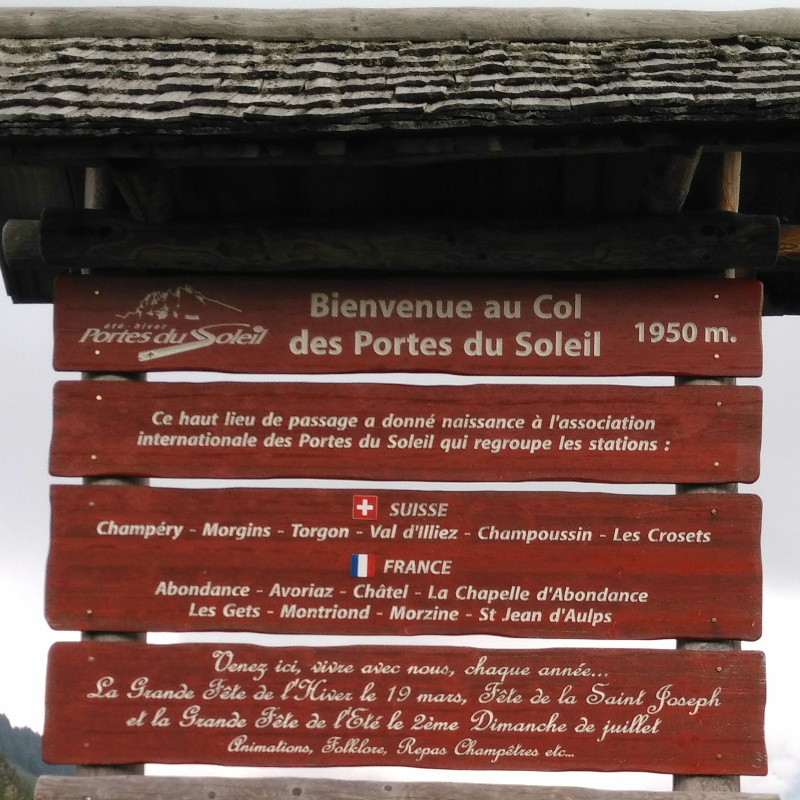 été - hiver
Portes du Soleil
Bienvenue au Col
des Portes du Soleil
1950 m.
Ce haut lieu de passage a donné naissance à l'association
internationale des Portes du Soleil qui regroupe les stations :
SUISSE
Champéry - Morgins - Torgon - Val d'Illiez - Champoussin - Les Crosets
FRANCE
Abondance - Avoriaz - Châtel - La Chapelle d'Abondance
Les Gets - Montriond - Morzine - St Jean d'Aulps
Venez ici, vivre avec nous, chaque année...
La Grande Fête de l'Hiver le 19 mars, Fête de la Saint Joseph
et la Grande Fête de l'Eté le 2ème Dimanche de juillet
Animations, Folklore, Repas Champêtres etc...